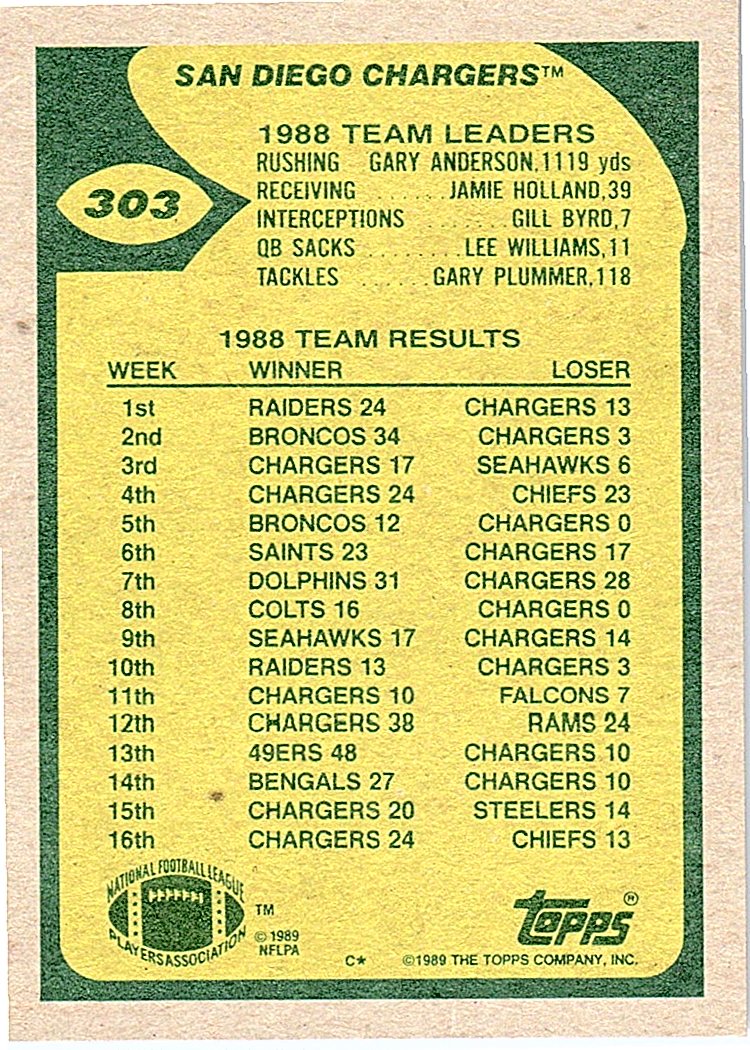 SAN DIEGO CHARGERS™
1988 TEAM LEADERS
RUSHING GARY ANDERSON, 1119 yds
303
RECEIVING . . . . . . JAMIE HOLLAND, 39
INTERCEPTIONS . . . . . . . GILL BYRD, 7
QB SACKS . . . . . . . . LEE WILLIAMS, 11
TACKLES . . . . . . GARY PLUMMER, 118
1988 TEAM RESULTS
WEEK WINNER LOSER
1st RAIDERS 24 CHARGERS 13
2nd BRONCOS 34 CHARGERS 3
3rd CHARGERS 17 SEAHAWKS 6
4th CHARGERS 24 CHIEFS 23
5th BRONCOS 12 CHARGERS 0
6th SAINTS 23 CHARGERS 17
7th DOLPHINS 31 CHARGERS 28
8th COLTS 16 CHARGERS 0
9th SEAHAWKS 17 CHARGERS 14
10th RAIDERS 13 CHARGERS 3
11th CHARGERS 10 FALCONS 7
12th CHARGERS 38 RAMS 24
13th 49ERS 48 CHARGERS 10
14th BENGALS 27 CHARGERS 10
15th CHARGERS 20 STEELERS 14
16th CHARGERS 24 CHIEFS 13
NATIONAL FOOTBALL LEAGUE
PLAYERS ASSOCIATION
TM
© 1989
NFLPA
C*
TOPPS®
©1989 THE TOPPS COMPANY, INC.